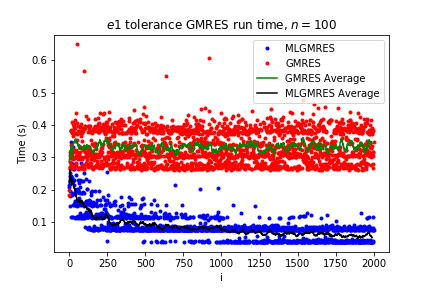 e1 tolerance GMRES run time, n = 100
MLGMRES
GMRES
GMRES Average
MLGMRES Average
Time (s)
0.6
0.5
0.4
0.3
0.2
0.1
0 250 500 750 1000 1250 1500 1750 2000
i